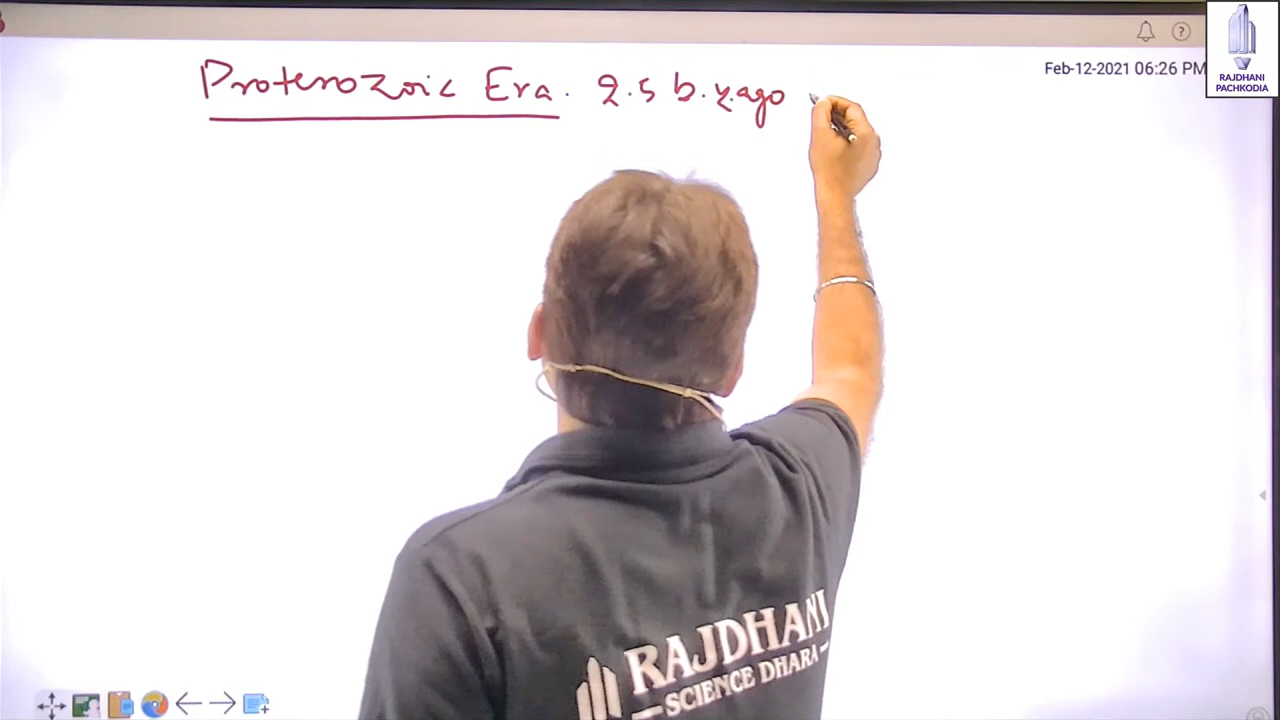 Proterozoic Era. 2.5 b.y.ago
Feb-12-2021 06:26 PM
RAJDHANI
PACHKODIA
RAJDHANI
SCIENCE DHARA